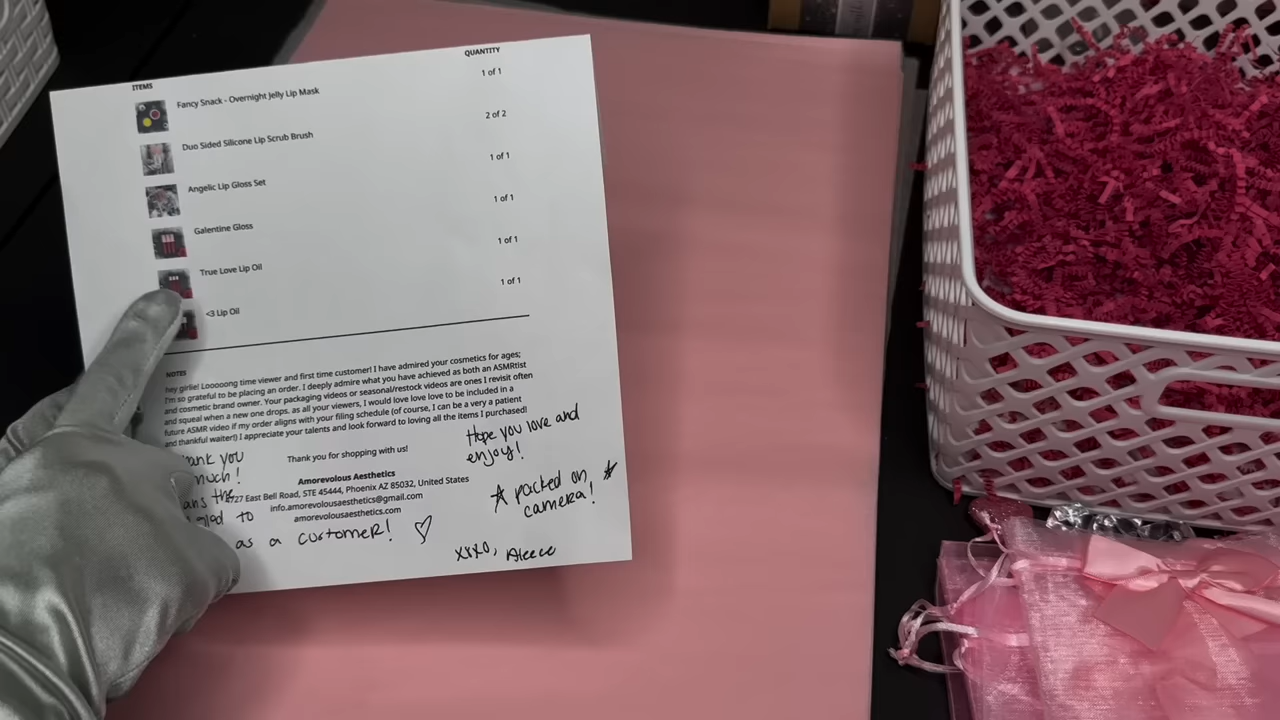 ITEMS
QUANTITY
Fancy Snack - Overnight Jelly Lip Mask
1 of 1
Duo Sided Silicone Lip Scrub Brush
2 of 2
Angelic Lip Gloss Set
1 of 1
Galentine Gloss
1 of 1
True Love Lip Oil
1 of 1
<3 Lip Oil
1 of 1
NOTES
hey girlie! Looooong time viewer and first time customer! I have admired your cosmetics for ages;
I'm so grateful to be placing an order. I deeply admire what you have achieved as both an ASMRtist
and cosmetic brand owner. Your packaging videos or seasonal/restock videos are ones I revisit often
and squeal when a new one drops. as all your viewers, I would love love love to be included in a
future ASMR video if my order aligns with your filing schedule (of course, I can be a very a patient
and thankful waiter!) I appreciate your talents and look forward to loving all the items I purchased!
Thank you for shopping with us!
Amorevolous Aesthetics
East Bell Road, STE 45444, Phoenix AZ 85032, United States
info.amorevolousaesthetics@gmail.com
amorevolousaesthetics.com
you
much!
the
to
as a customer! ♡
Hope you love and
enjoy!
☆ packed on
camera! ☆
xoxo,